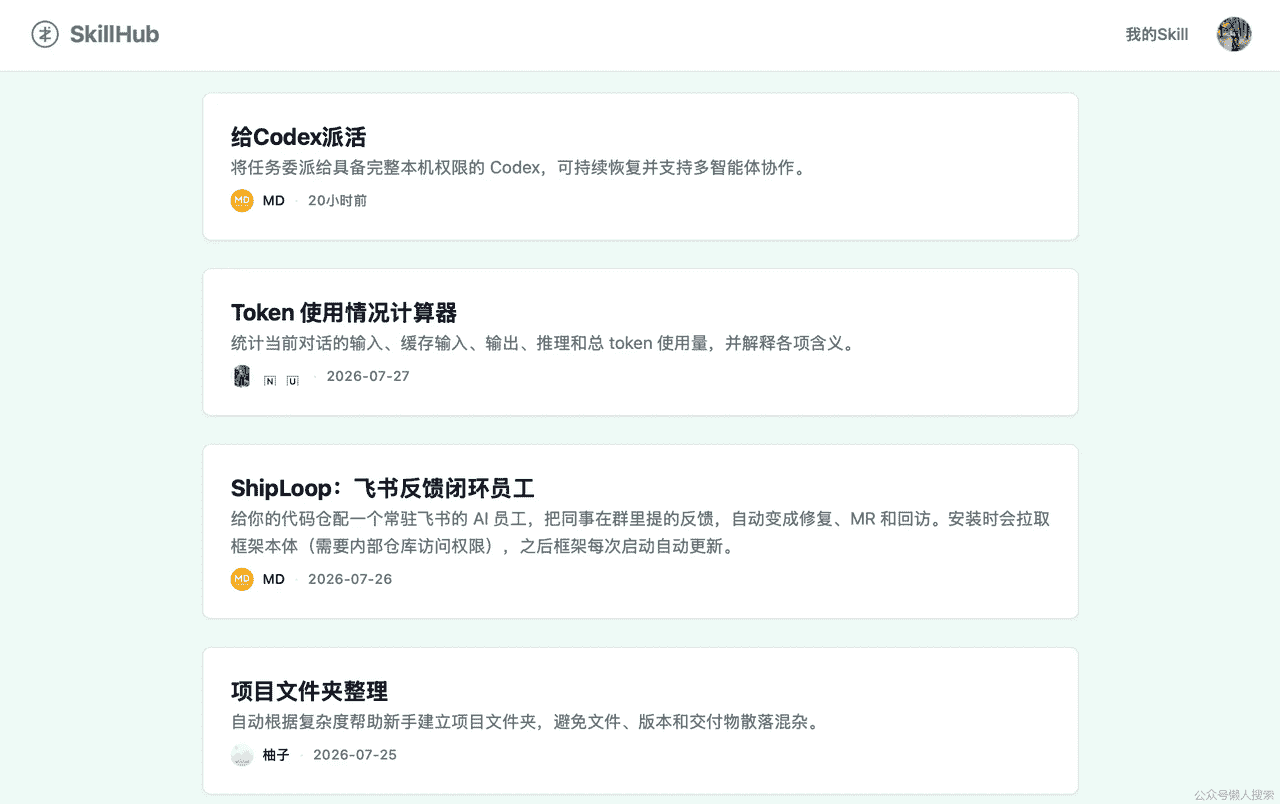 SkillHub
我的Skill
给Codex派活
将任务委派给具备完整本机权限的 Codex，可持续恢复并支持多智能体协作。
MD MD · 20小时前
Token 使用情况计算器
统计当前对话的输入、缓存输入、输出、推理和总 token 使用量，并解释各项含义。
N U · 2026-07-27
ShipLoop：飞书反馈闭环员工
给你的代码仓配一个常驻飞书的 AI 员工，把同事在群里提的反馈，自动变成修复、MR 和回访。安装时会拉取
框架本体（需要内部仓库访问权限），之后框架每次启动自动更新。
MD MD · 2026-07-26
项目文件夹整理
自动根据复杂度帮助新手建立项目文件夹，避免文件、版本和交付物散落混杂。
柚子 · 2026-07-25
公众号懒人搜索